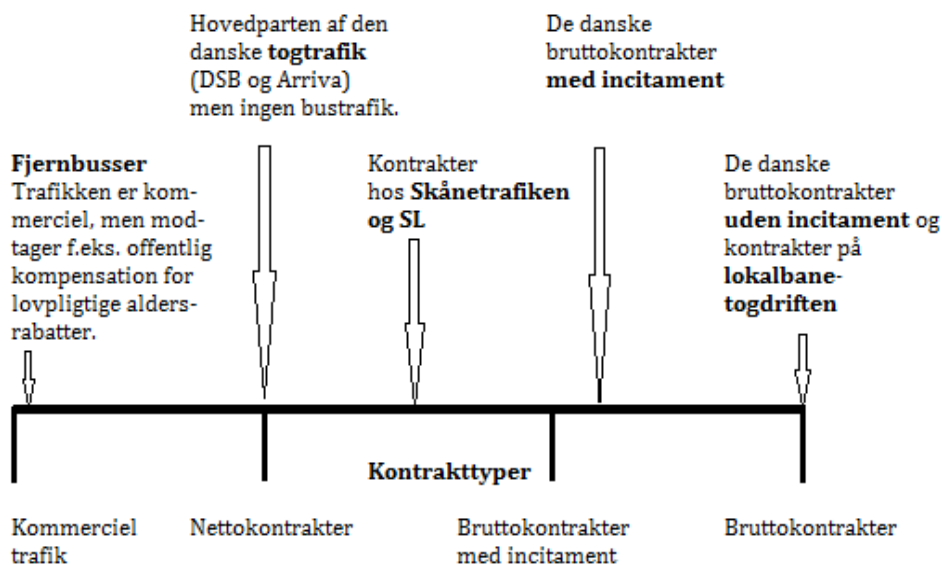 Hovedparten af den
danske togtrafik
(DSB og Arriva)
men ingen bustrafik.
De danske
bruttokontrakter
med incitament
Fjernbusser
Trafikken er kom-
merciel, men mod-
tager f.eks. offentlig
kompensation for
lovpligtige alders-
rabatter.
Kontrakter
hos Skånetrafiken
og SL
De danske
bruttokontrakter
uden incitament og
kontrakter på
lokalbane-
togdriften
Kontrakttyper
Kommerciel
trafik
Nettokontrakter
Bruttokontrakter
med incitament
Bruttokontrakter